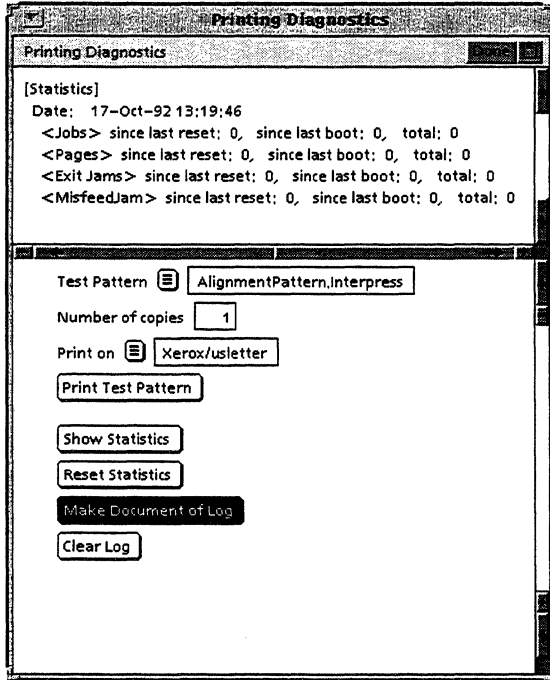 Printing Diagnostics
Printing Diagnostics Done
[Statistics]
Date: 17-Oct-92 13:19:46
<Jobs> since last reset: 0, since last boot: 0, total: 0
<Pages> since last reset: 0, since last boot: 0, total: 0
<Exit Jams> since last reset: 0, since last boot: 0, total: 0
<MisfeedJam> since last reset: 0, since last boot: 0, total: 0
Test Pattern AlignmentPattern.Interpress
Number of copies 1
Print on Xerox/usletter
Print Test Pattern
Show Statistics
Reset Statistics
Make Document of Log
Clear Log